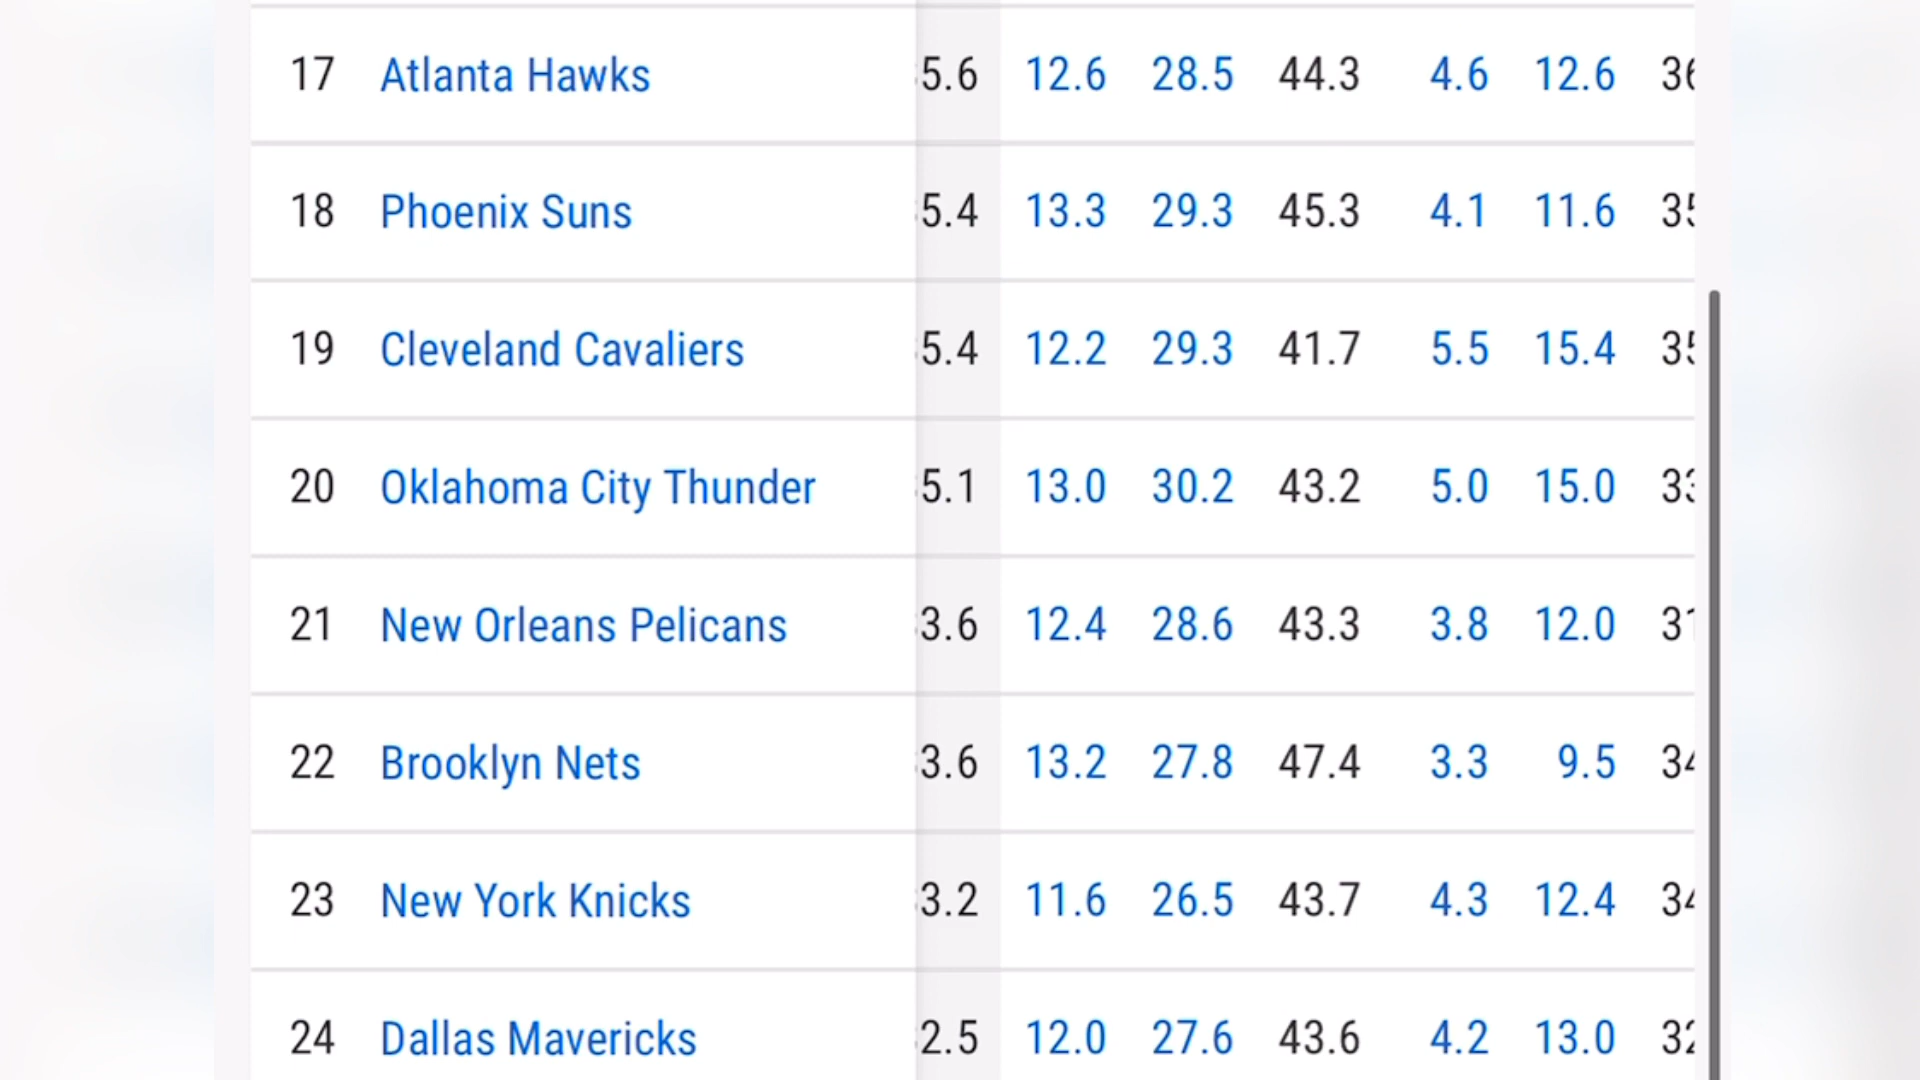 17 Atlanta Hawks 5.6 12.6 28.5 44.3 4.6 12.6 36
18 Phoenix Suns 5.4 13.3 29.3 45.3 4.1 11.6 35
19 Cleveland Cavaliers 5.4 12.2 29.3 41.7 5.5 15.4 35
20 Oklahoma City Thunder 5.1 13.0 30.2 43.2 5.0 15.0 33
21 New Orleans Pelicans 3.6 12.4 28.6 43.3 3.8 12.0 31
22 Brooklyn Nets 3.6 13.2 27.8 47.4 3.3 9.5 34
23 New York Knicks 3.2 11.6 26.5 43.7 4.3 12.4 34
24 Dallas Mavericks 2.5 12.0 27.6 43.6 4.2 13.0 32